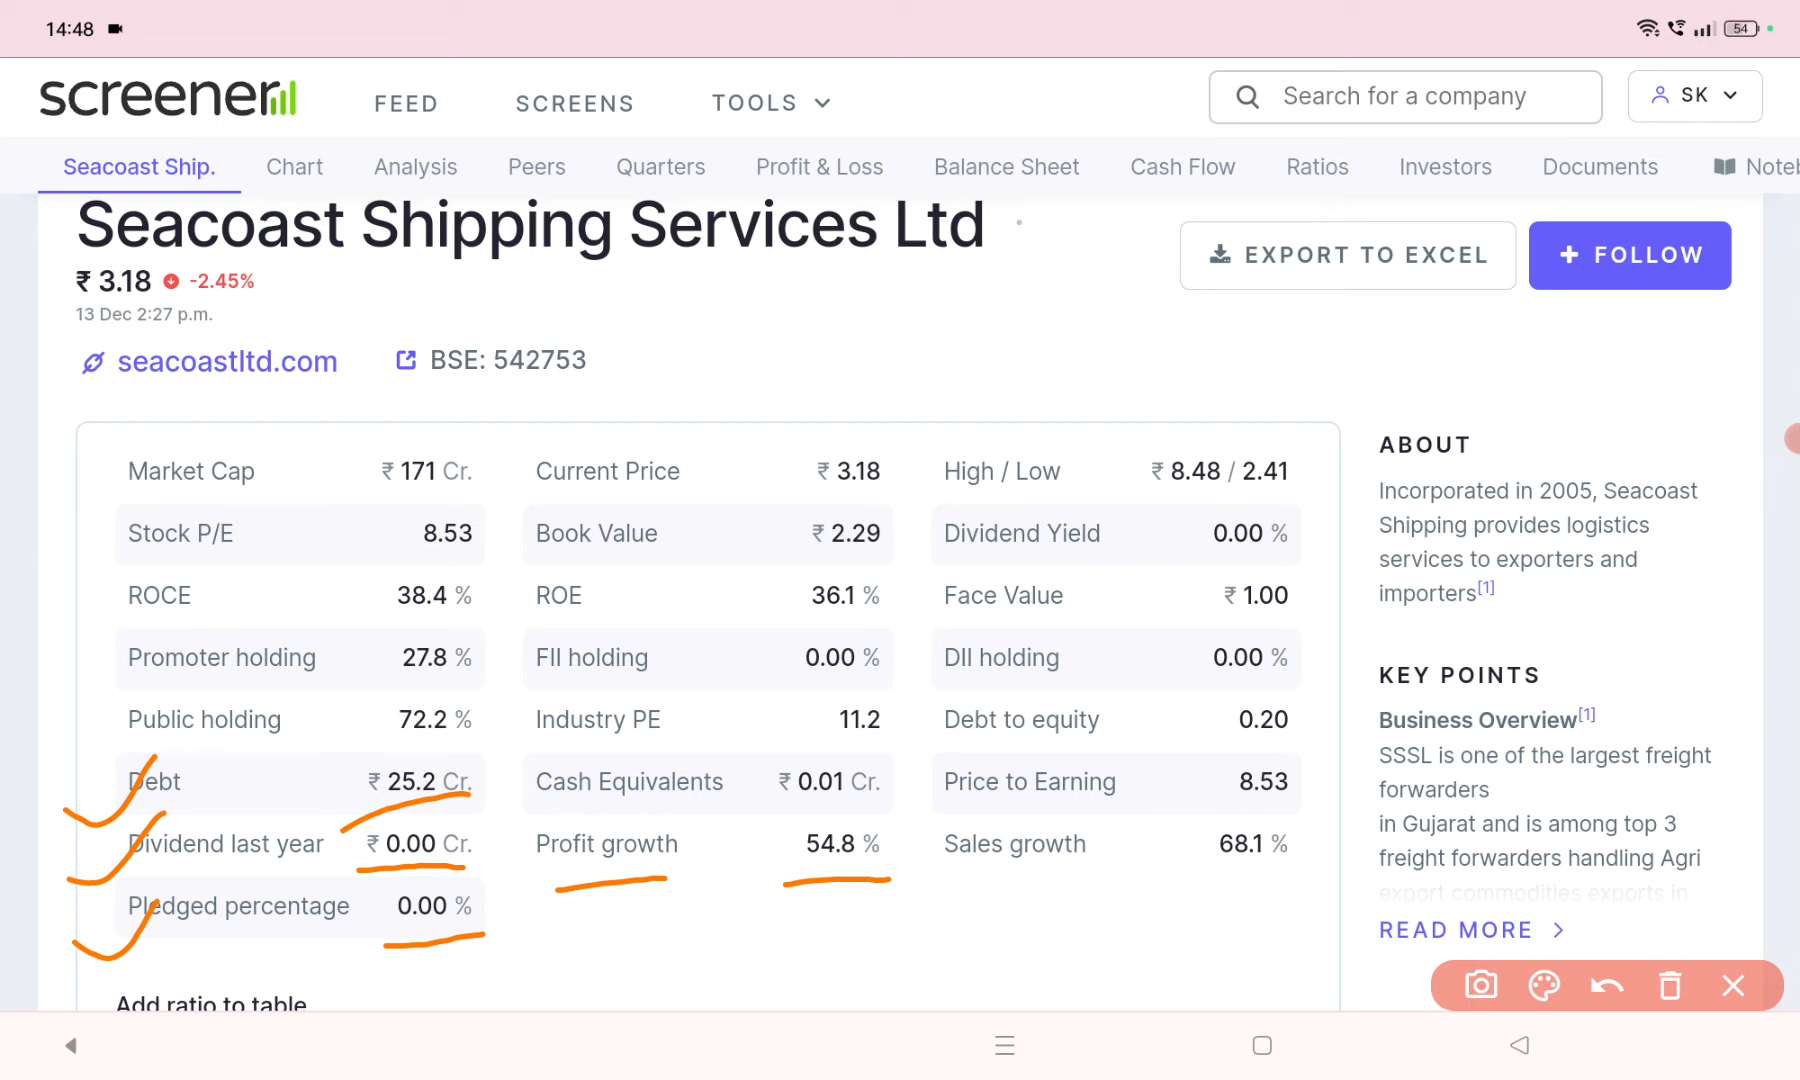 14:48
54
screener
FEED
SCREENS
TOOLS
Search for a company
SK
Seacoast Ship.
Chart
Analysis
Peers
Quarters
Profit & Loss
Balance Sheet
Cash Flow
Ratios
Investors
Documents
Seacoast Shipping Services Ltd
EXPORT TO EXCEL
+ FOLLOW
₹ 3.18 -2.45%
13 Dec 2:27 p.m.
seacoastltd.com
BSE: 542753
Market Cap ₹ 171 Cr.
Current Price ₹ 3.18
High / Low ₹ 8.48 / 2.41
Stock P/E 8.53
Book Value ₹ 2.29
Dividend Yield 0.00 %
ROCE 38.4 %
ROE 36.1 %
Face Value ₹ 1.00
Promoter holding 27.8 %
FII holding 0.00 %
DII holding 0.00 %
Public holding 72.2 %
Industry PE 11.2
Debt to equity 0.20
Debt ₹ 25.2 Cr.
Cash Equivalents ₹ 0.01 Cr.
Price to Earning 8.53
Dividend last year ₹ 0.00 Cr.
Profit growth 54.8 %
Sales growth 68.1 %
Pledged percentage 0.00 %
Add ratio to table
ABOUT
Incorporated in 2005, Seacoast
Shipping provides logistics
services to exporters and
importers[1]
KEY POINTS
Business Overview[1]
SSSL is one of the largest freight
forwarders
in Gujarat and is among top 3
freight forwarders handling Agri
export commodities exports in
READ MORE